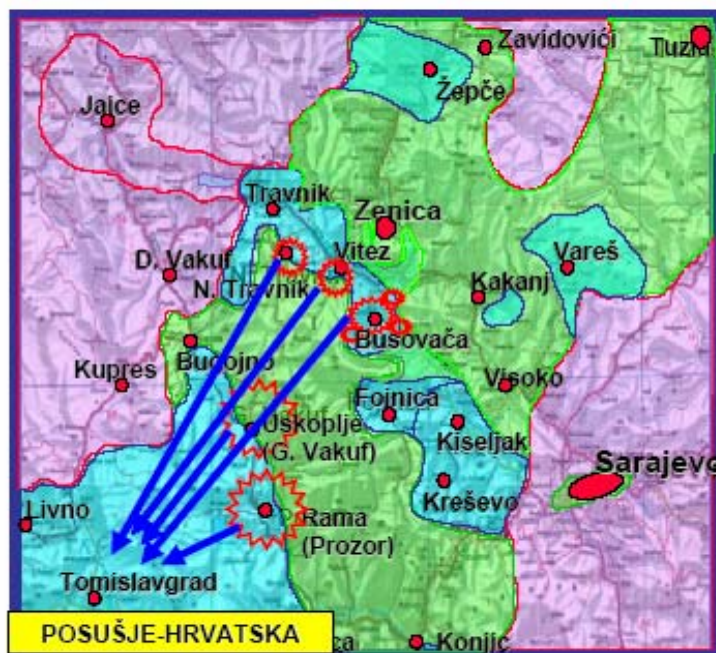 Zavidovići
Tuzla
Žepče
Jajce
Travnik
Zenica
Vitez
Vareš
D. Vakuf
N. Travnik
Kakanj
Busovača
Bugojno
Kupres
Visoko
Fojnica
Uskoplje
(G. Vakuf)
Kiseljak
Sarajevo
Kreševo
Livno
Rama
(Prozor)
Tomislavgrad
POSUŠJE-HRVATSKA
Konjic